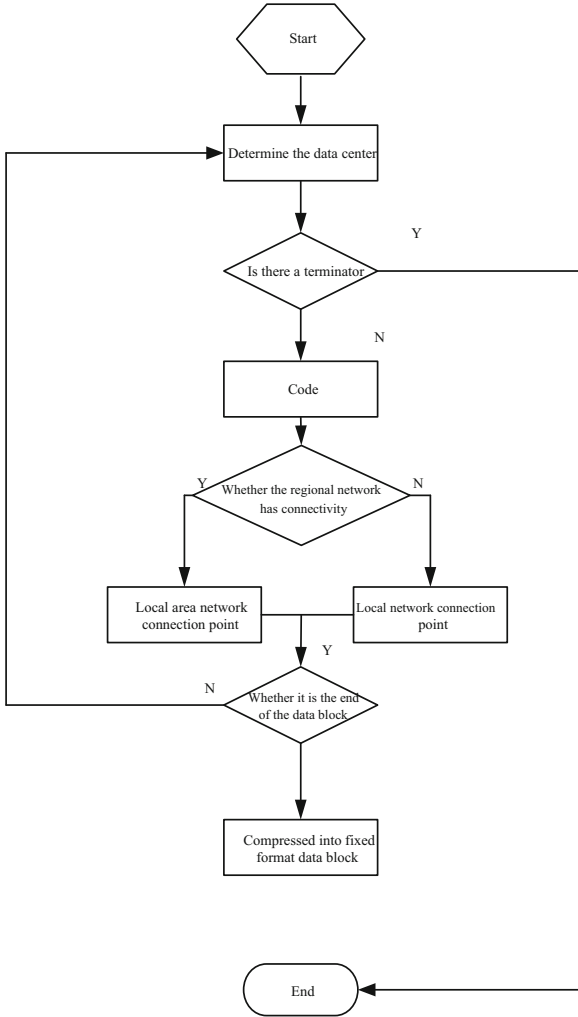 Start
Determine the data center
Y
Is there a terminator
N
Code
Y
Whether the regional network
has connectivity
N
Local area network
connection point
Local network connection
point
Y
N
Whether it is the end
of the data block
Compressed into fixed
format data block
End